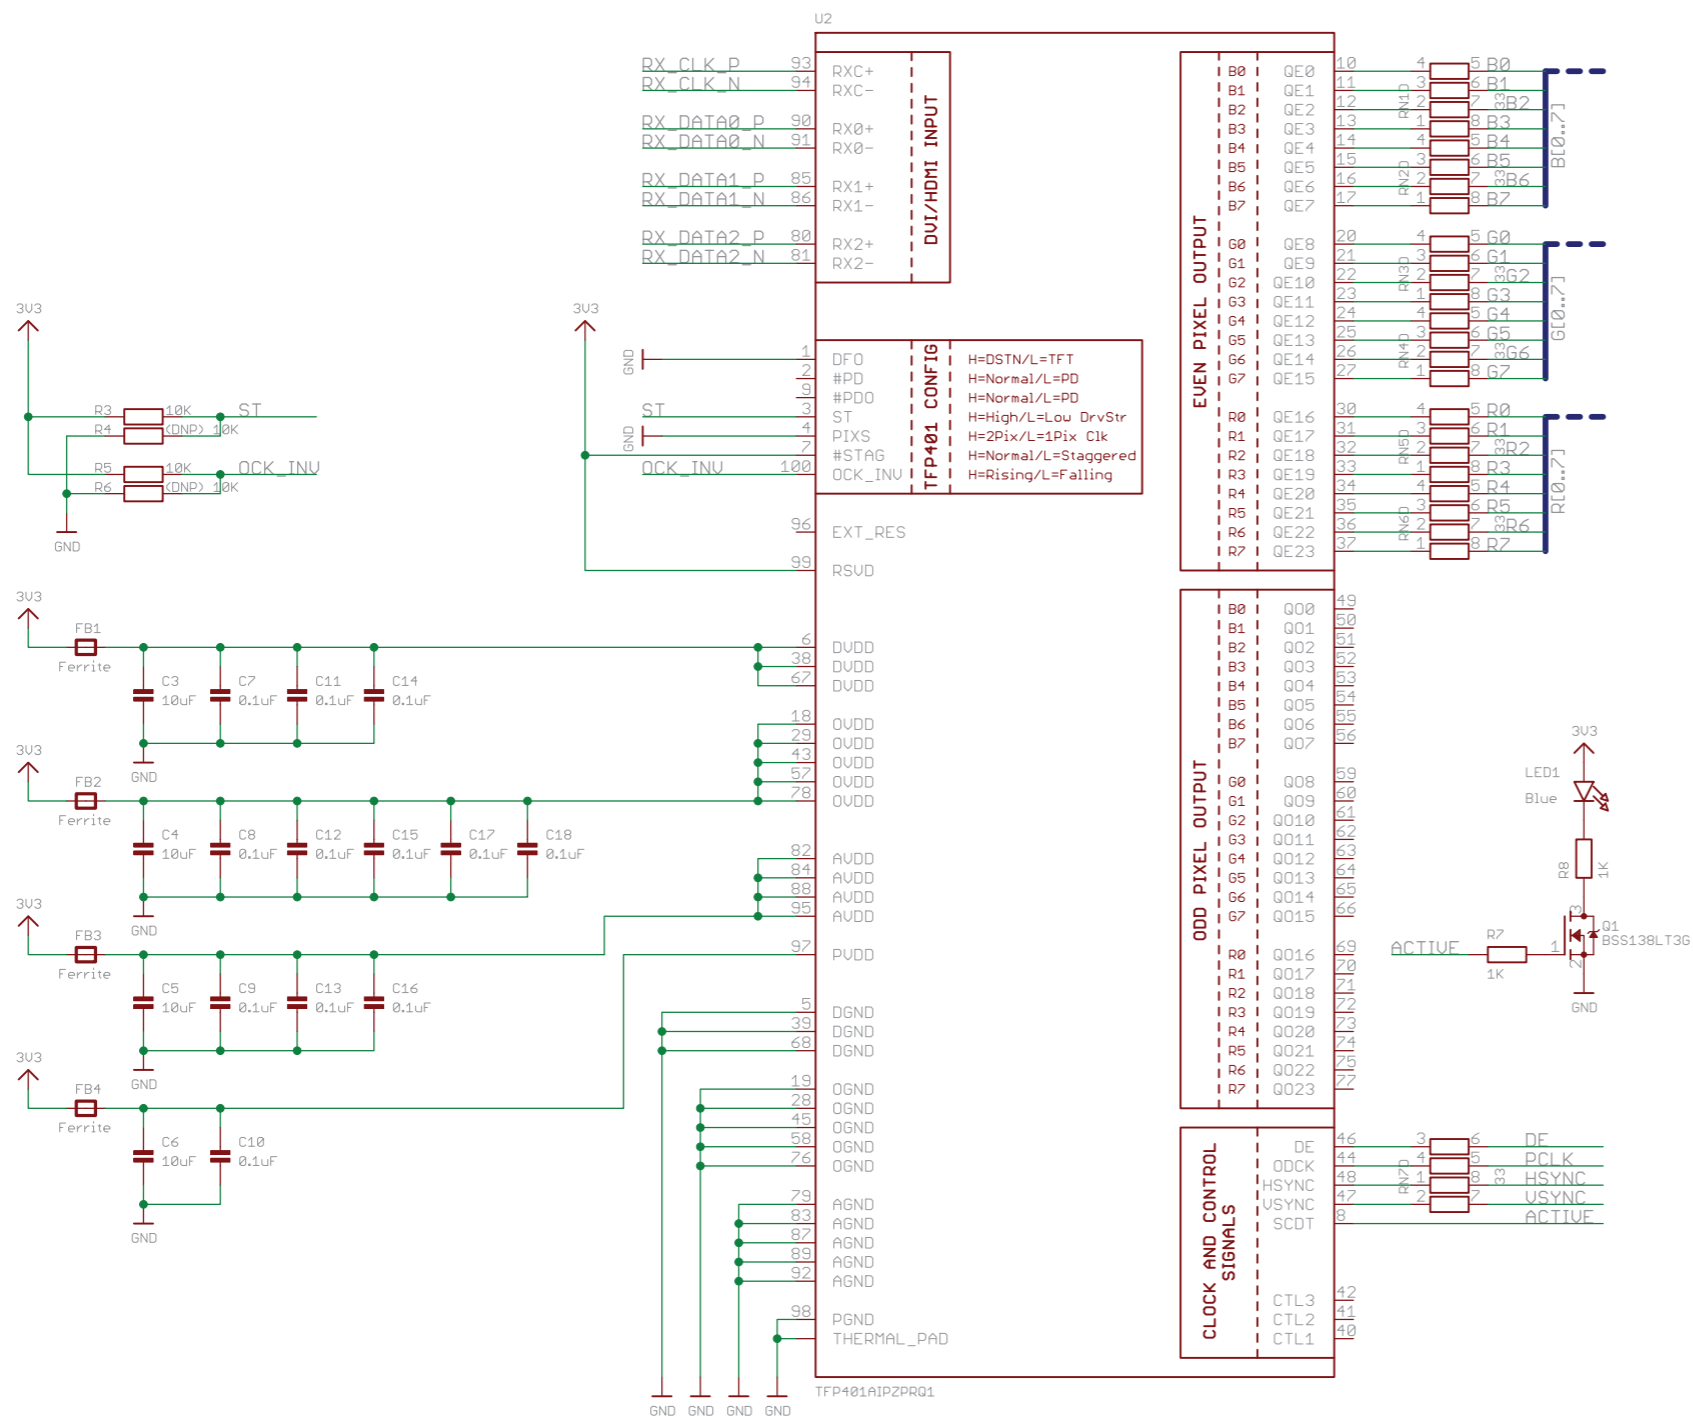 U2
RX_CLK_P 93 RXC+
RX_CLK_N 94 RXC-
RX_DATA0_P 90 RX0+
RX_DATA0_N 91 RX0-
RX_DATA1_P 85 RX1+
RX_DATA1_N 86 RX1-
RX_DATA2_P 80 RX2+
RX_DATA2_N 81 RX2-
DVI/HDMI INPUT
3V3
GND 1 DFO H=DSTN/L=TFT
2 #PD H=Normal/L=PD
9 #PDO H=Normal/L=PD
ST 3 ST H=High/L=Low DrvStr
GND 4 PIXS H=2Pix/L=1Pix Clk
7 #STAG H=Normal/L=Staggered
OCK_INV 100 OCK_INV H=Rising/L=Falling
TFP401 CONFIG
96 EXT_RES
99 RSVD
3V3
R3 10K ST
R4 (DNP) 10K
R5 10K OCK_INV
R6 (DNP) 10K
GND
3V3
FB1
Ferrite
C3 10uF
C7 0.1uF
C11 0.1uF
C14 0.1uF
GND
6 DVDD
38 DVDD
67 DVDD
3V3
FB2
Ferrite
C4 10uF
C8 0.1uF
C12 0.1uF
C15 0.1uF
C17 0.1uF
C18 0.1uF
GND
18 OVDD
29 OVDD
43 OVDD
57 OVDD
78 OVDD
3V3
FB3
Ferrite
C5 10uF
C9 0.1uF
C13 0.1uF
C16 0.1uF
GND
82 AVDD
84 AVDD
88 AVDD
95 AVDD
3V3
FB4
Ferrite
C6 10uF
C10 0.1uF
GND
97 PVDD
5 DGND
39 DGND
68 DGND
19 OGND
28 OGND
45 OGND
58 OGND
76 OGND
79 AGND
83 AGND
87 AGND
89 AGND
92 AGND
98 PGND
THERMAL_PAD
GND GND GND GND
TFP401AIPZPRQ1
EVEN PIXEL OUTPUT
B0 QE0 10 4 5 B0
B1 QE1 11 3 6 B1
B2 QE2 12 2 7 B2
B3 QE3 13 1 8 B3
RN1D 33
B4 QE4 14 4 5 B4
B5 QE5 15 3 6 B5
B6 QE6 16 2 7 B6
B7 QE7 17 1 8 B7
RN2D 33
B[0..7]
G0 QE8 20 4 5 G0
G1 QE9 21 3 6 G1
G2 QE10 22 2 7 G2
G3 QE11 23 1 8 G3
RN3D 33
G4 QE12 24 4 5 G4
G5 QE13 25 3 6 G5
G6 QE14 26 2 7 G6
G7 QE15 27 1 8 G7
RN4D 33
G[0..7]
R0 QE16 30 4 5 R0
R1 QE17 31 3 6 R1
R2 QE18 32 2 7 R2
R3 QE19 33 1 8 R3
RN5D 33
R4 QE20 34 4 5 R4
R5 QE21 35 3 6 R5
R6 QE22 36 2 7 R6
R7 QE23 37 1 8 R7
RN6D 33
R[0..7]
ODD PIXEL OUTPUT
B0 QO0 49
B1 QO1 50
B2 QO2 51
B3 QO3 52
B4 QO4 53
B5 QO5 54
B6 QO6 55
B7 QO7 56
G0 QO8 59
G1 QO9 60
G2 QO10 61
G3 QO11 62
G4 QO12 63
G5 QO13 64
G6 QO14 65
G7 QO15 66
R0 QO16 69
R1 QO17 70
R2 QO18 71
R3 QO19 72
R4 QO20 73
R5 QO21 74
R6 QO22 75
R7 QO23 77
CLOCK AND CONTROL
SIGNALS
DE 46 3 6 DE
ODCK 44 4 5 PCLK
HSYNC 48 1 8 HSYNC
VSYNC 47 2 7 VSYNC
RN7D 33
SCDT 8 ACTIVE
CTL3 42
CTL2 41
CTL1 40
3V3
LED1
Blue
R8 1K
3
ACTIVE R7 1K 1
2
Q1
BSS138LT3G
GND